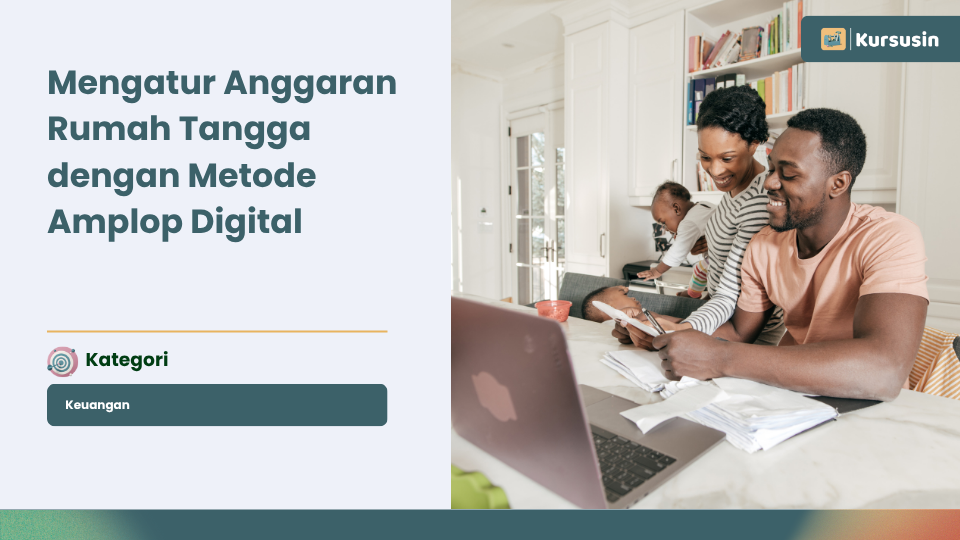 Mengatur Anggaran
Rumah Tangga
dengan Metode
Amplop Digital
Kategori
Keuangan
Kursusin